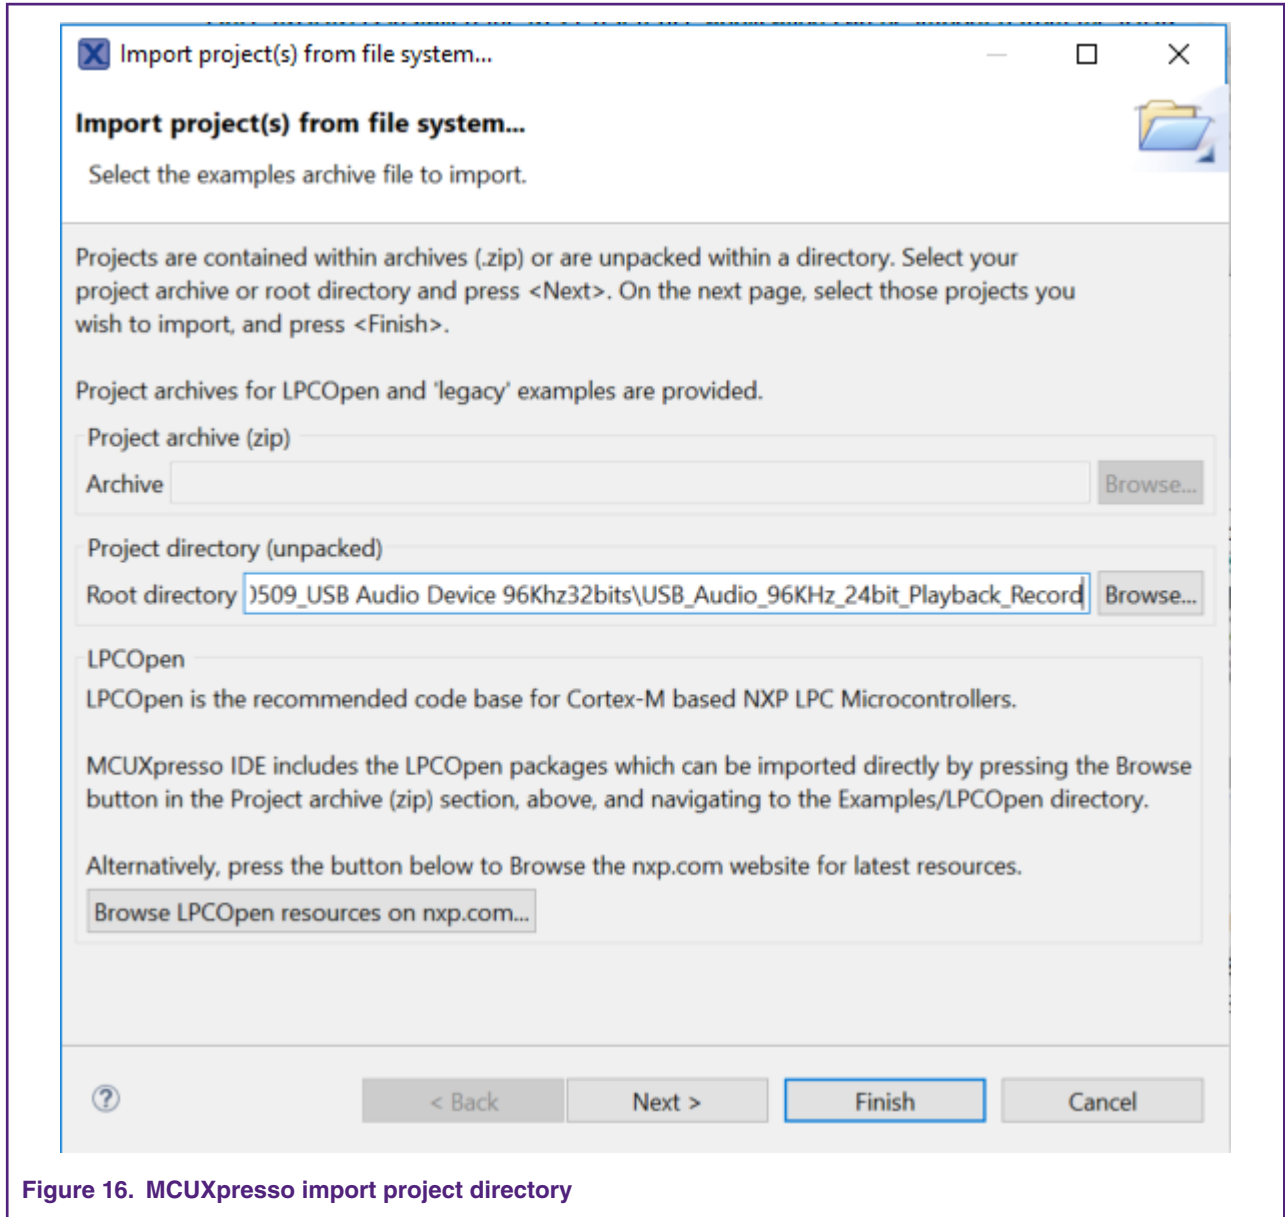 Import project(s) from file system...
Import project(s) from file system...
Select the examples archive file to import.
Projects are contained within archives (.zip) or are unpacked within a directory. Select your
project archive or root directory and press <Next>. On the next page, select those projects you
wish to import, and press <Finish>.
Project archives for LPCOpen and 'legacy' examples are provided.
Project archive (zip)
Archive Browse...
Project directory (unpacked)
Root directory 509_USB Audio Device 96Khz32bits\USB_Audio_96KHz_24bit_Playback_Record Browse...
LPCOpen
LPCOpen is the recommended code base for Cortex-M based NXP LPC Microcontrollers.
MCUXpresso IDE includes the LPCOpen packages which can be imported directly by pressing the Browse
button in the Project archive (zip) section, above, and navigating to the Examples/LPCOpen directory.
Alternatively, press the button below to Browse the nxp.com website for latest resources.
Browse LPCOpen resources on nxp.com...
< Back Next > Finish Cancel
Figure 16. MCUXpresso import project directory